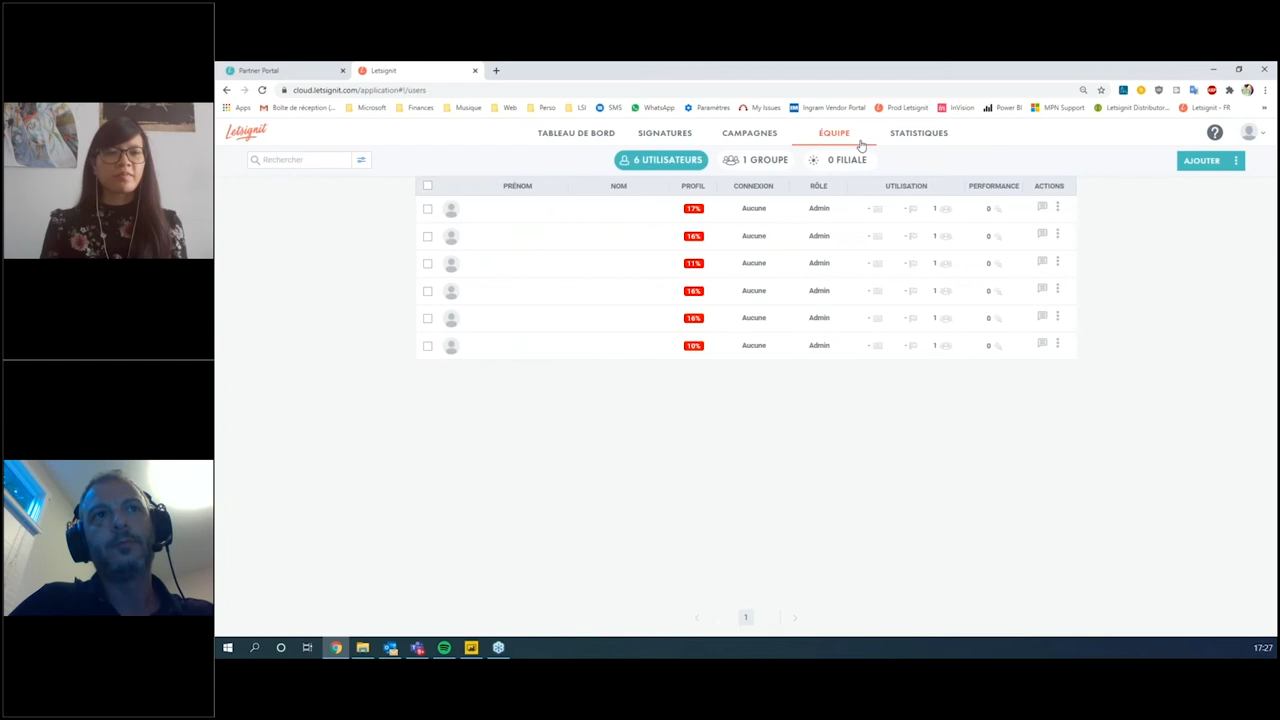 Partner Portal
Letsignit
cloud.letsignit.com/application#!/users
Apps
Boîte de réception (...
Microsoft
Finances
Musique
Web
Perso
LSI
SMS
WhatsApp
Paramètres
My Issues
Ingram Vendor Portal
Prod Letsignit
InVision
Power BI
MPN Support
Letsignit Distributor...
Letsignit - FR
»
Letsignit
TABLEAU DE BORD
SIGNATURES
CAMPAGNES
ÉQUIPE
STATISTIQUES
Rechercher
6 UTILISATEURS
1 GROUPE
0 FILIALE
AJOUTER
PRÉNOM NOM PROFIL CONNEXION RÔLE UTILISATION PERFORMANCE ACTIONS
17% Aucune Admin - - 1 0
16% Aucune Admin - - 1 0
11% Aucune Admin - - 1 0
16% Aucune Admin - - 1 0
16% Aucune Admin - - 1 0
10% Aucune Admin - - 1 0
1
17:27